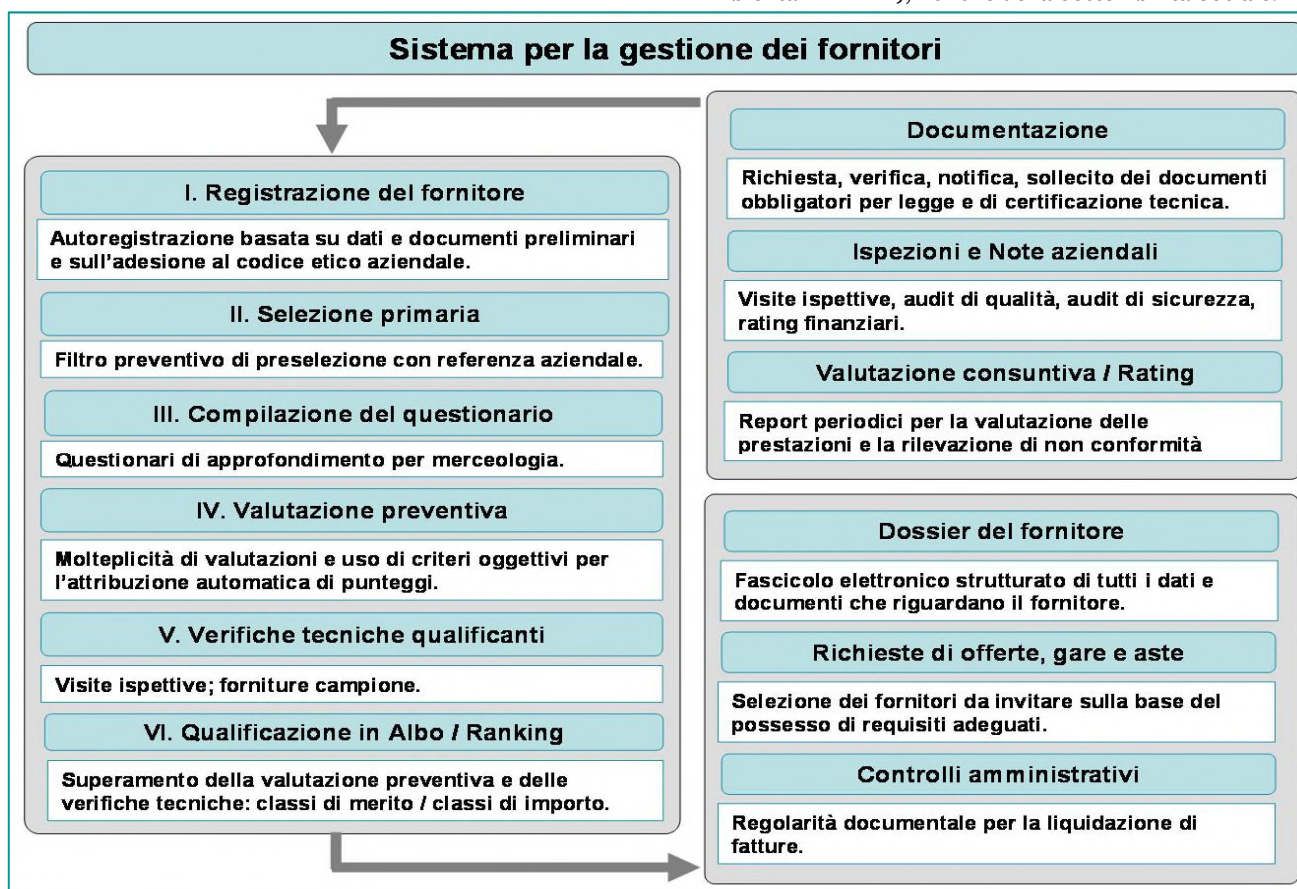 Sistema per la gestione dei fornitori
I. Registrazione del fornitore
Autoregistrazione basata su dati e documenti preliminari
e sull'adesione al codice etico aziendale.
II. Selezione primaria
Filtro preventivo di preselezione con referenza aziendale.
III. Compilazione del questionario
Questionari di approfondimento per merceologia.
IV. Valutazione preventiva
Molteplicità di valutazioni e uso di criteri oggettivi per
l'attribuzione automatica di punteggi.
V. Verifiche tecniche qualificanti
Visite ispettive; forniture campione.
VI. Qualificazione in Albo / Ranking
Superamento della valutazione preventiva e delle
verifiche tecniche: classi di merito / classi di importo.
Documentazione
Richiesta, verifica, notifica, sollecito dei documenti
obbligatori per legge e di certificazione tecnica.
Ispezioni e Note aziendali
Visite ispettive, audit di qualità, audit di sicurezza,
rating finanziari.
Valutazione consuntiva / Rating
Report periodici per la valutazione delle
prestazioni e la rilevazione di non conformità
Dossier del fornitore
Fascicolo elettronico strutturato di tutti i dati e
documenti che riguardano il fornitore.
Richieste di offerte, gare e aste
Selezione dei fornitori da invitare sulla base del
possesso di requisiti adeguati.
Controlli amministrativi
Regolarità documentale per la liquidazione di
fatture.